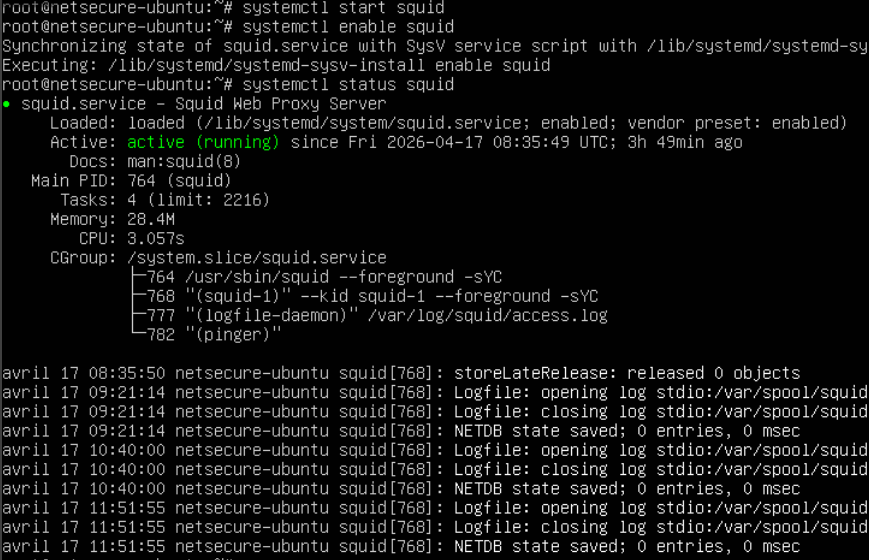 root@netsecure-ubuntu:~# systemctl start squid
root@netsecure-ubuntu:~# systemctl enable squid
Synchronizing state of squid.service with SysV service script with /lib/systemd/systemd-sy
Executing: /lib/systemd/systemd-sysv-install enable squid
root@netsecure-ubuntu:~# systemctl status squid
● squid.service - Squid Web Proxy Server
     Loaded: loaded (/lib/systemd/system/squid.service; enabled; vendor preset: enabled)
     Active: active (running) since Fri 2026-04-17 08:35:49 UTC; 3h 49min ago
       Docs: man:squid(8)
   Main PID: 764 (squid)
      Tasks: 4 (limit: 2216)
     Memory: 28.4M
        CPU: 3.057s
     CGroup: /system.slice/squid.service
             ├─764 /usr/sbin/squid --foreground -sYC
             ├─768 "(squid-1)" --kid squid-1 --foreground -sYC
             ├─777 "(logfile-daemon)" /var/log/squid/access.log
             └─782 "(pinger)"

avril 17 08:35:50 netsecure-ubuntu squid[768]: storeLateRelease: released 0 objects
avril 17 09:21:14 netsecure-ubuntu squid[768]: Logfile: opening log stdio:/var/spool/squid
avril 17 09:21:14 netsecure-ubuntu squid[768]: Logfile: closing log stdio:/var/spool/squid
avril 17 09:21:14 netsecure-ubuntu squid[768]: NETDB state saved; 0 entries, 0 msec
avril 17 10:40:00 netsecure-ubuntu squid[768]: Logfile: opening log stdio:/var/spool/squid
avril 17 10:40:00 netsecure-ubuntu squid[768]: Logfile: closing log stdio:/var/spool/squid
avril 17 10:40:00 netsecure-ubuntu squid[768]: NETDB state saved; 0 entries, 0 msec
avril 17 11:51:55 netsecure-ubuntu squid[768]: Logfile: opening log stdio:/var/spool/squid
avril 17 11:51:55 netsecure-ubuntu squid[768]: Logfile: closing log stdio:/var/spool/squid
avril 17 11:51:55 netsecure-ubuntu squid[768]: NETDB state saved; 0 entries, 0 msec